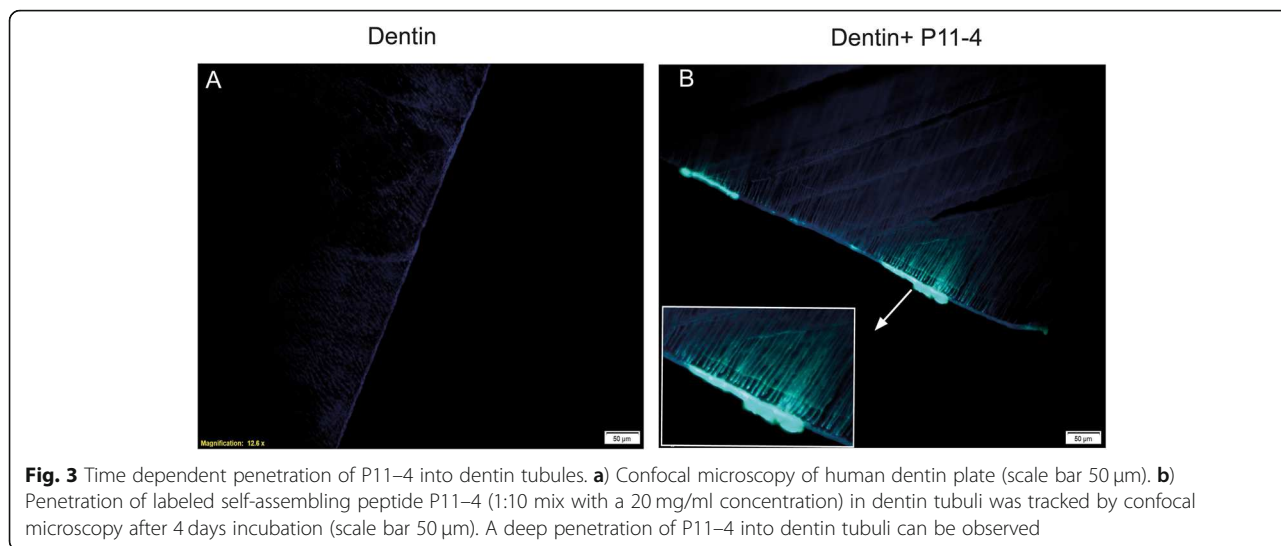 Dentin
Dentin+ P11-4
A
B
Magnification: 12.6 x
50 µm
50 µm
Fig. 3 Time dependent penetration of P11–4 into dentin tubules. a) Confocal microscopy of human dentin plate (scale bar 50 μm). b)
Penetration of labeled self-assembling peptide P11–4 (1:10 mix with a 20 mg/ml concentration) in dentin tubuli was tracked by confocal
microscopy after 4 days incubation (scale bar 50 μm). A deep penetration of P11–4 into dentin tubuli can be observed